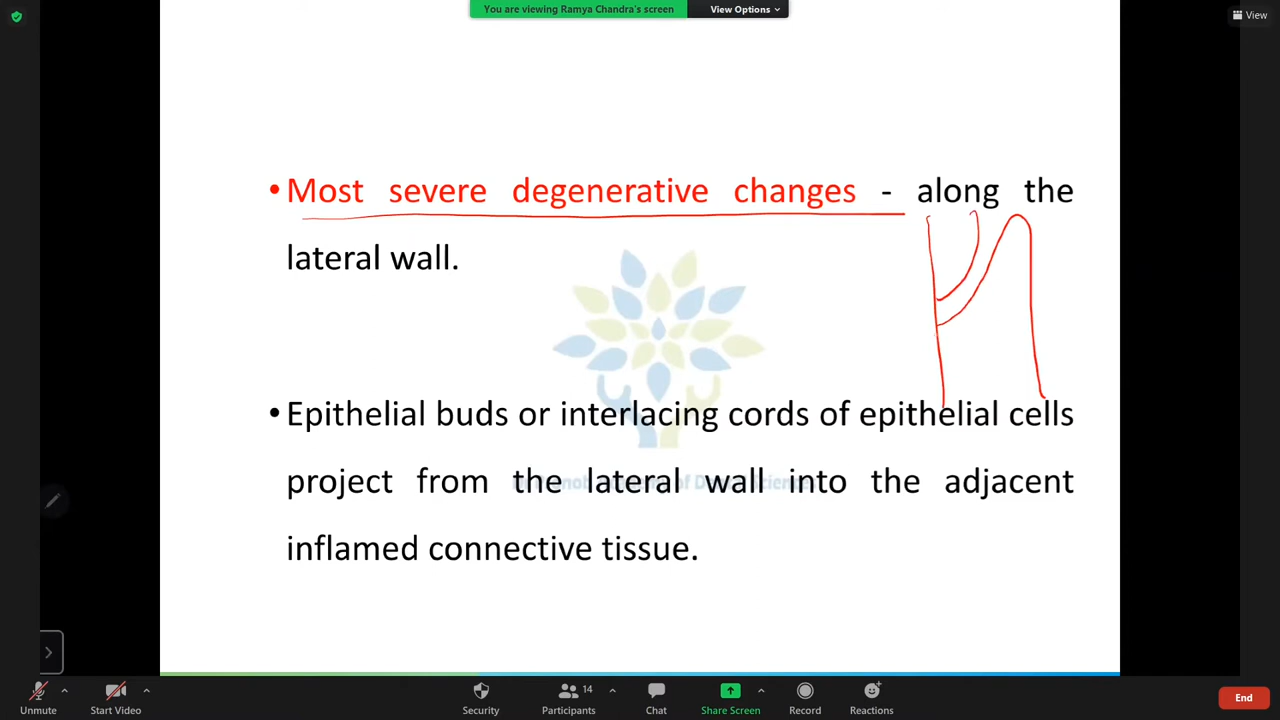 You are viewing Ramya Chandra's screen View Options
View
• Most severe degenerative changes - along the
lateral wall.
• Epithelial buds or interlacing cords of epithelial cells
project from the lateral wall into the adjacent
inflamed connective tissue.
Unmute Start Video Security Participants 14 Chat Share Screen Record Reactions End